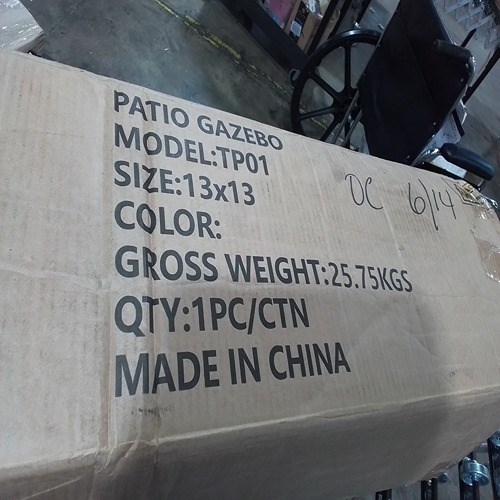 PATIO GAZEBO
MODEL:TP01
SIZE:13x13
COLOR:
GROSS WEIGHT:25.75KGS
QTY:1PC/CTN
MADE IN CHINA
OC 6/14